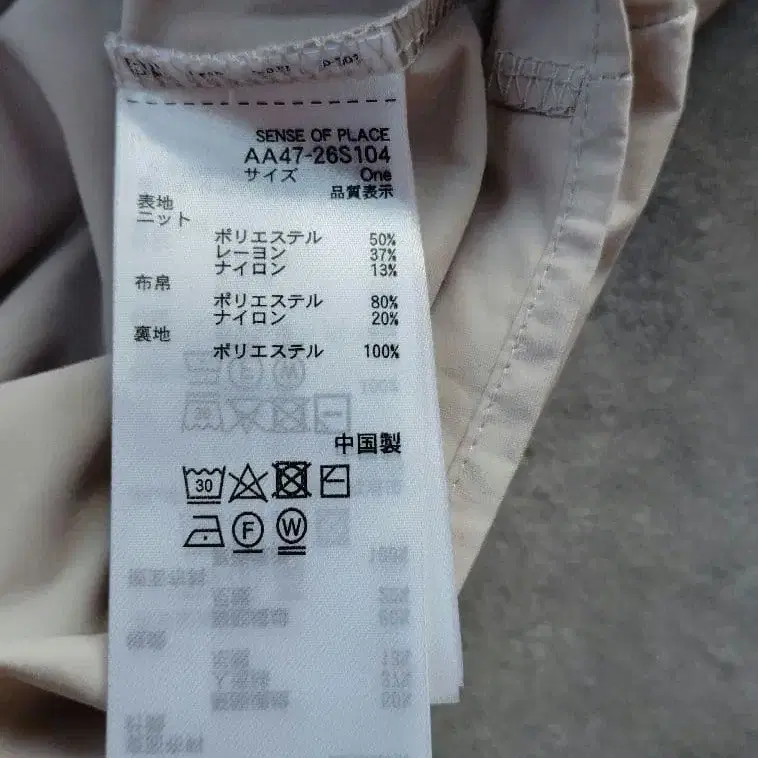 SENSE OF PLACE
AA47-26S104
サイズ One
品質表示
表地
ニット
ポリエステル 50%
レーヨン 37%
ナイロン 13%
布帛
ポリエステル 80%
ナイロン 20%
裏地
ポリエステル 100%
中国製
30
F W